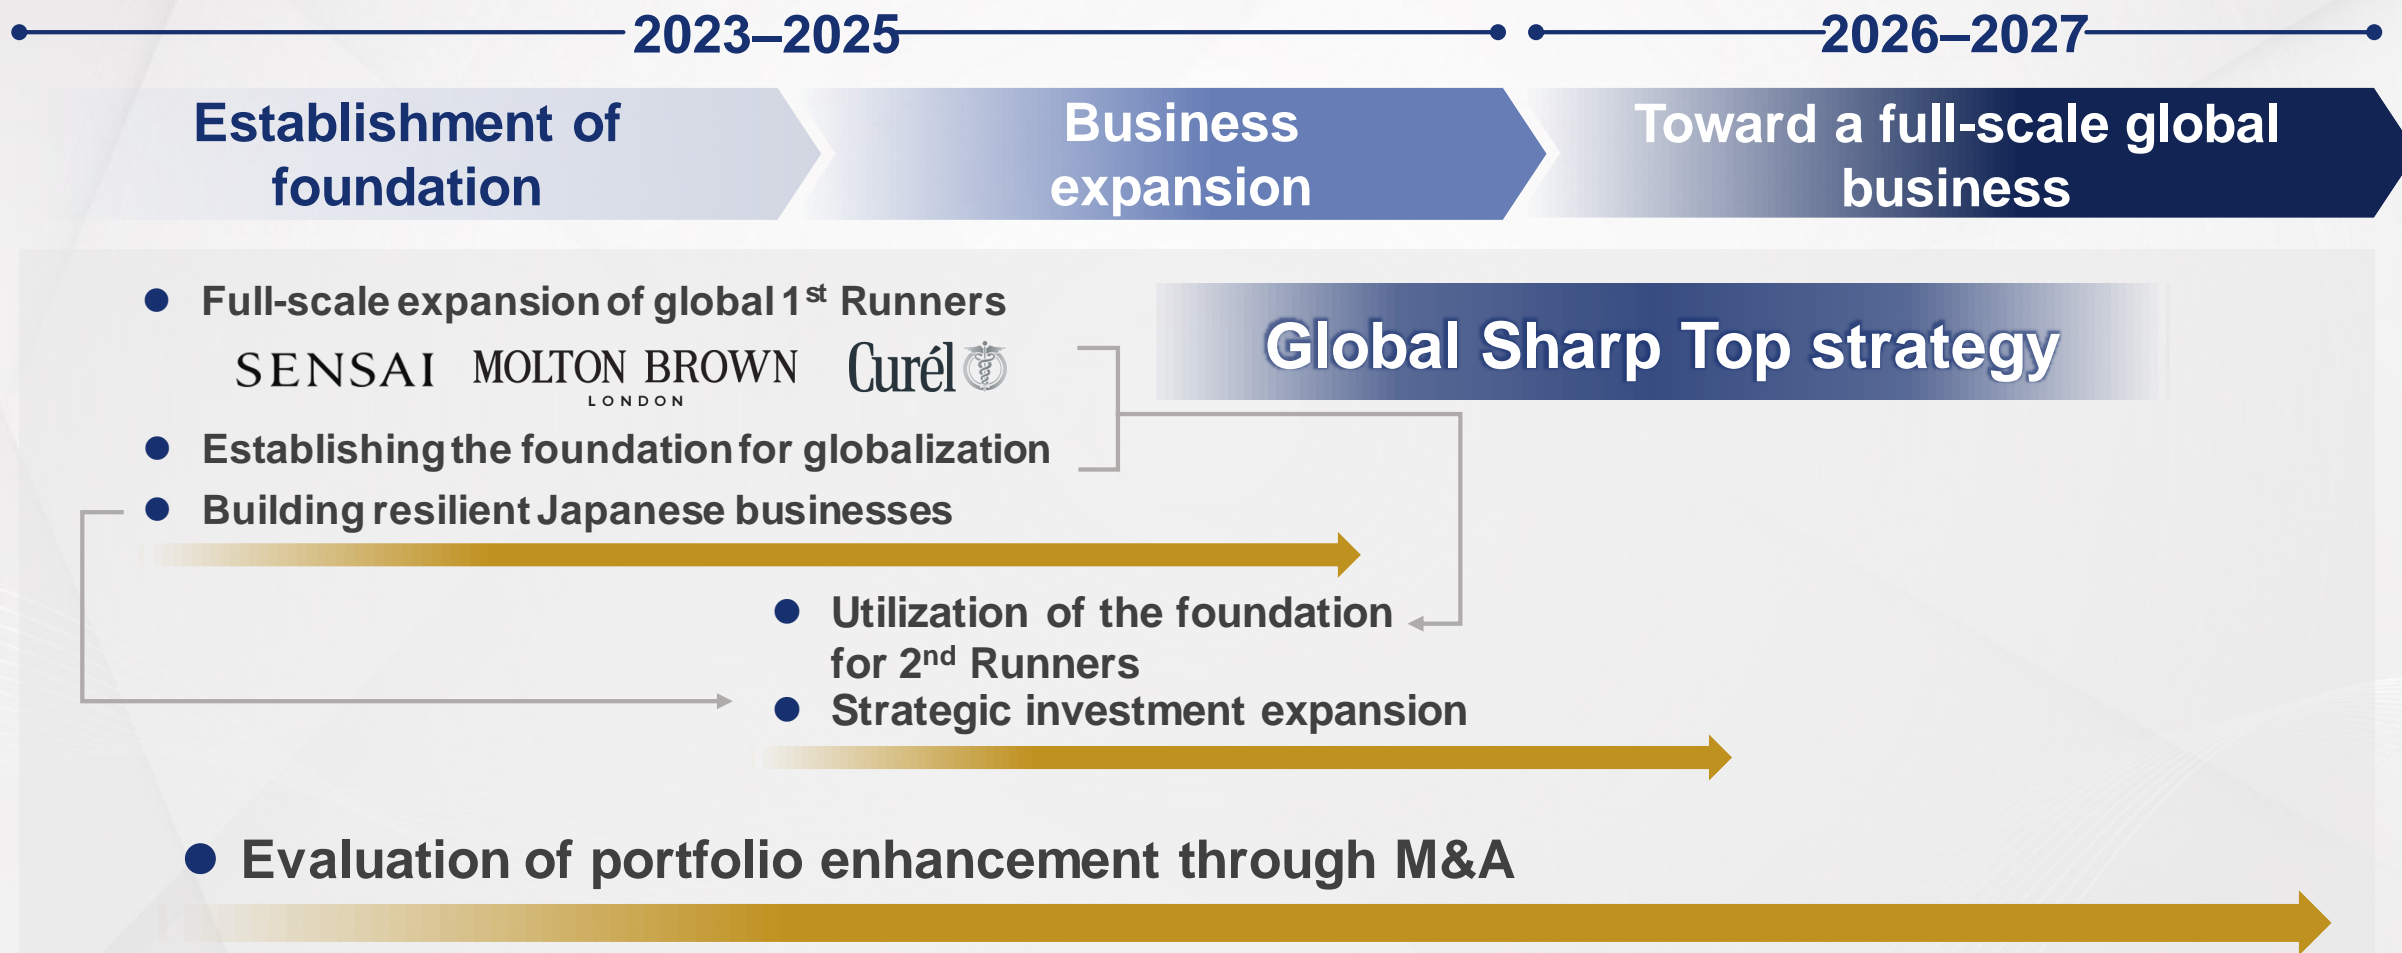 2023–2025
2026–2027
Establishment of
foundation
Business
expansion
Toward a full-scale global
business
Full-scale expansion of global 1st Runners
SENSAI
MOLTON BROWN
LONDON
Curél
Global Sharp Top strategy
Establishing the foundation for globalization
Building resilient Japanese businesses
Utilization of the foundation
for 2nd Runners
Strategic investment expansion
Evaluation of portfolio enhancement through M&A